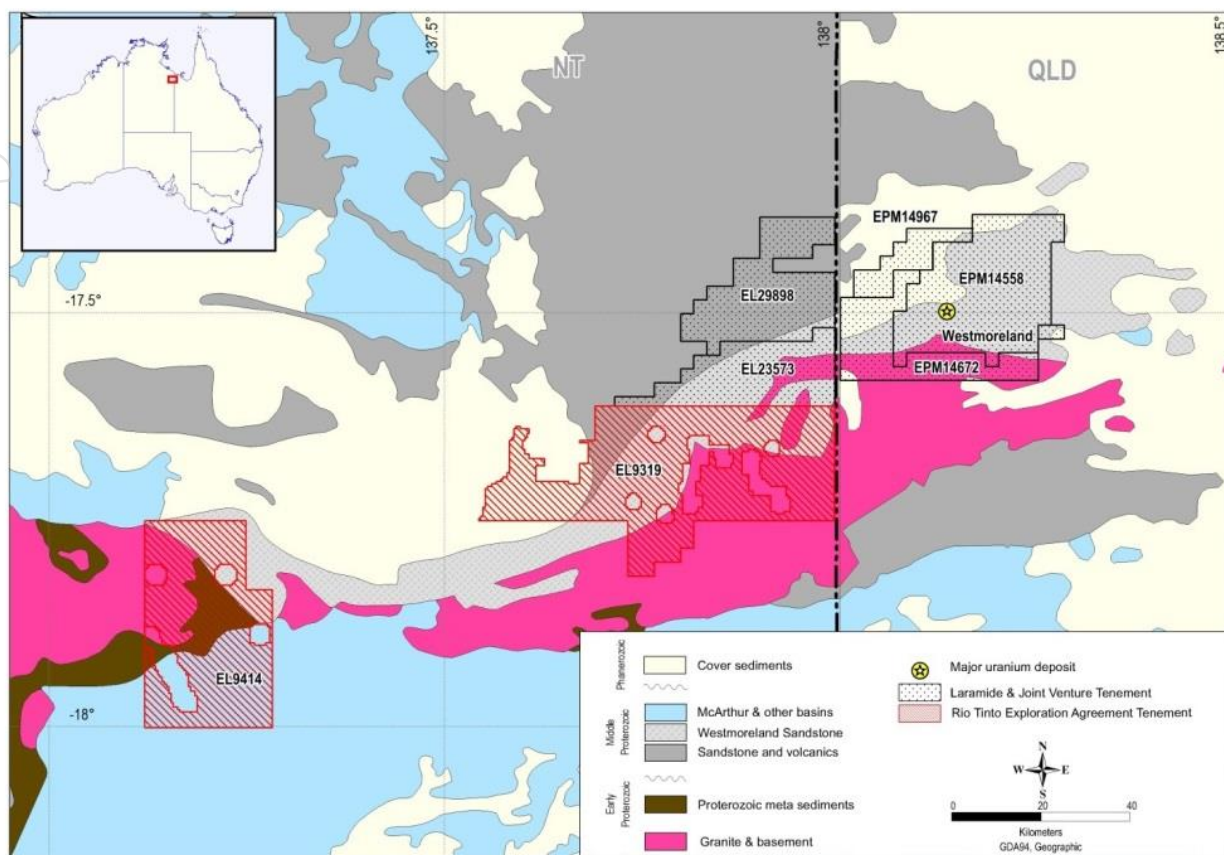 137.5°
138°
138.5°
NT
QLD
EPM14967
EPM14558
EL29898
-17.5°
Westmoreland
EL23573
EPM14672
EL9319
EL9414
-18°
Phanerozoic
Cover sediments
Middle
Proterozoic
McArthur & other basins
Westmoreland Sandstone
Sandstone and volcanics
Early
Proterozoic
Proterozoic meta sediments
Granite & basement
Major uranium deposit
Laramide & Joint Venture Tenement
Rio Tinto Exploration Agreement Tenement
N
W E
S
0 20 40
Kilometers
GDA94, Geographic